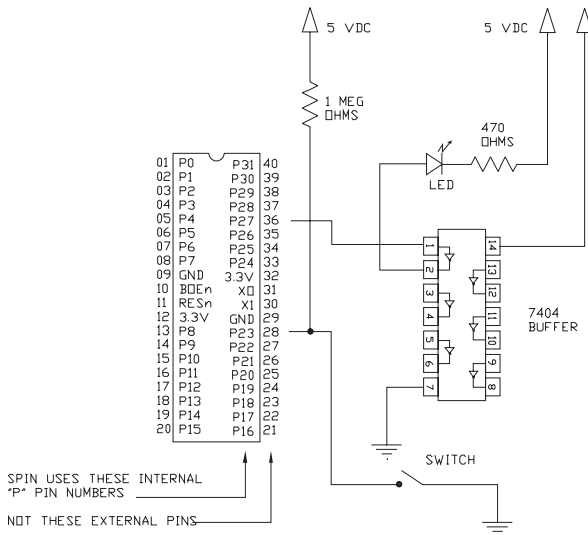 5 VDC
5 VDC
1 MEG
OHMS
470
OHMS
LED
01 P0 P31 40
02 P1 P30 39
03 P2 P29 38
04 P3 P28 37
05 P4 P27 36
06 P5 P26 35
07 P6 P25 34
08 P7 P24 33
09 GND 3.3V 32
10 BOEn XO 31
11 RESn X1 30
12 3.3V GND 29
13 P8 P23 28
14 P9 P22 27
15 P10 P21 26
16 P11 P20 25
17 P12 P19 24
18 P13 P18 23
19 P14 P17 22
20 P15 P16 21
1 14
2 13
3 12
4 11
5 10
6 9
7 8
7404
BUFFER
SWITCH
SPIN USES THESE INTERNAL
"P" PIN NUMBERS
NOT THESE EXTERNAL PINS